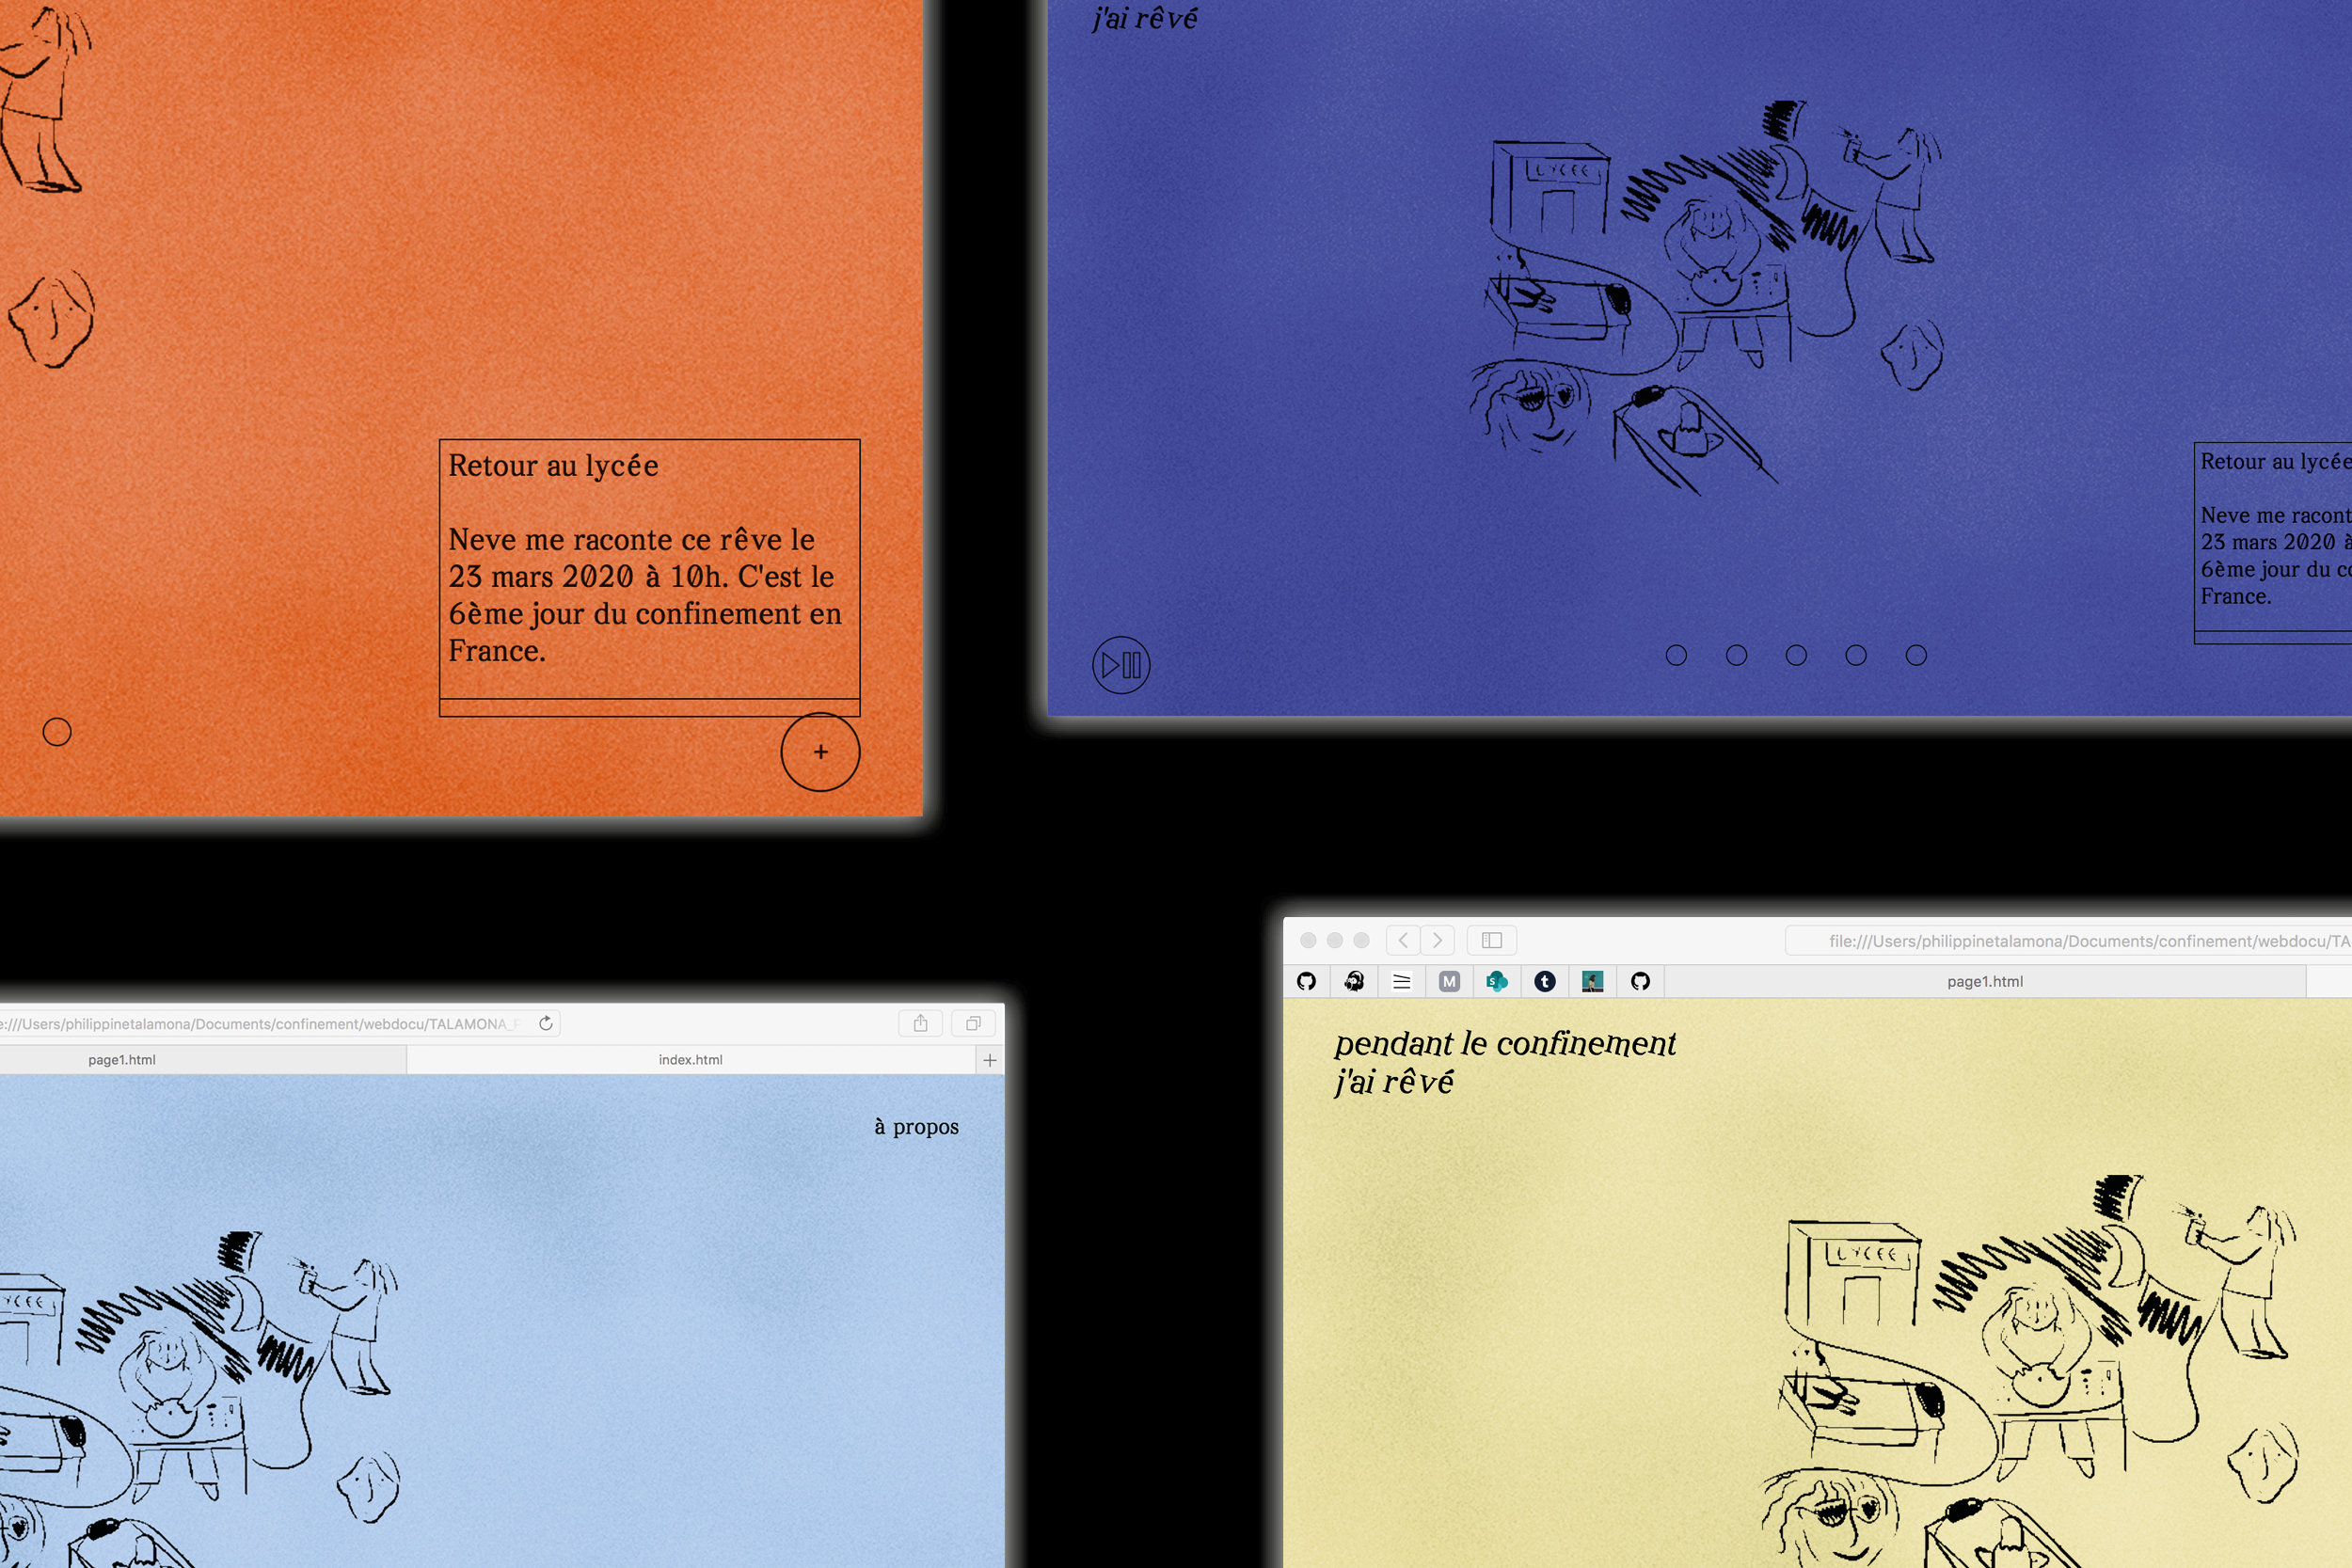 Retour au lycée
Neve me raconte ce rêve le
23 mars 2020 à 10h. C'est le
6ème jour du confinement en
France.
+
j'ai rêvé
LYCEE
Retour au lycée
Neve me racont
23 mars 2020 à
6ème jour du co
France.
e:///Users/philippinetalamona/Documents/confinement/webdocu/TALAMONA_P
page1.html
index.html
+
à propos
file:///Users/philippinetalamona/Documents/confinement/webdocu/TA
M
S
t
page1.html
pendant le confinement
j'ai rêvé
LYCEE